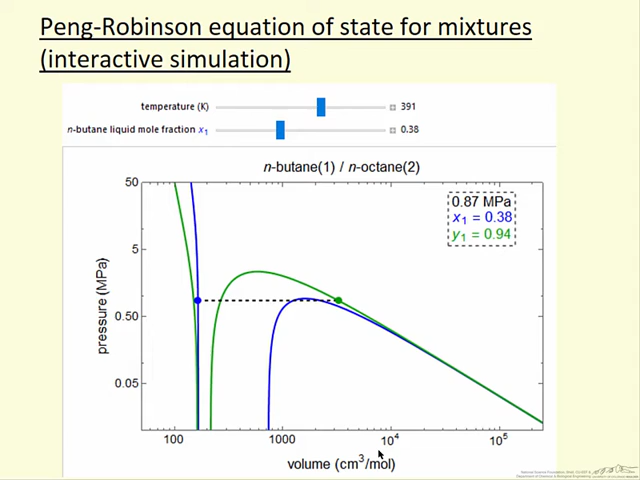 Peng-Robinson equation of state for mixtures
(interactive simulation)
temperature (K) 391
n-butane liquid mole fraction x₁ 0.38
n-butane(1) / n-octane(2)
50
0.87 MPa
x₁ = 0.38
y₁ = 0.94
5
pressure (MPa)
0.50
0.05
100 1000 10⁴ 10⁵
volume (cm³/mol)